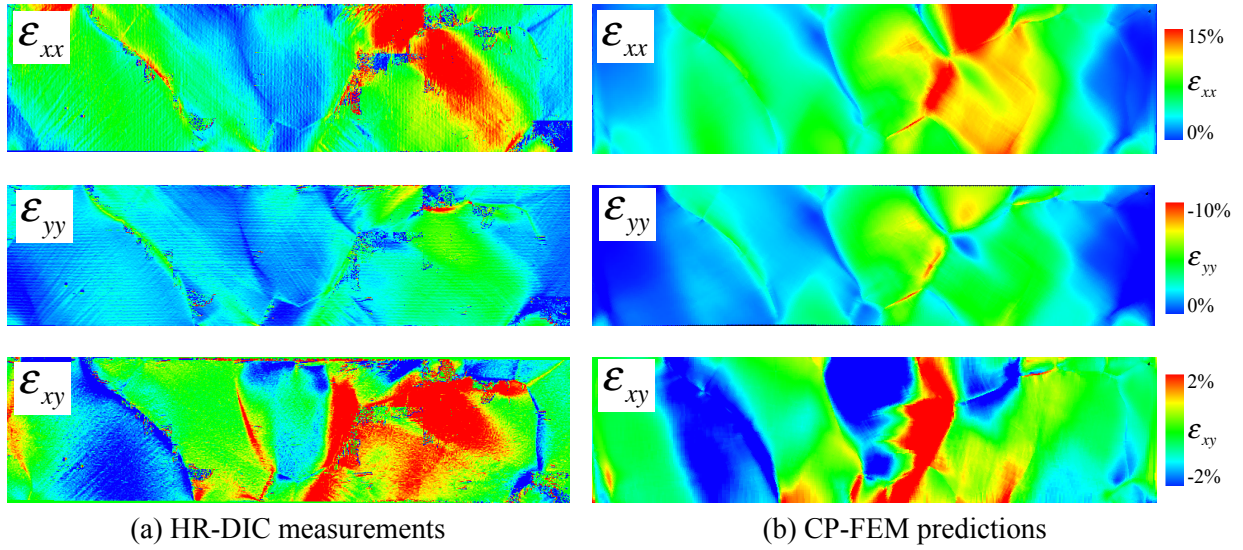 εxx
εxx
15%
εxx
0%
εyy
εyy
-10%
εyy
0%
εxy
εxy
2%
εxy
-2%
(a) HR-DIC measurements
(b) CP-FEM predictions